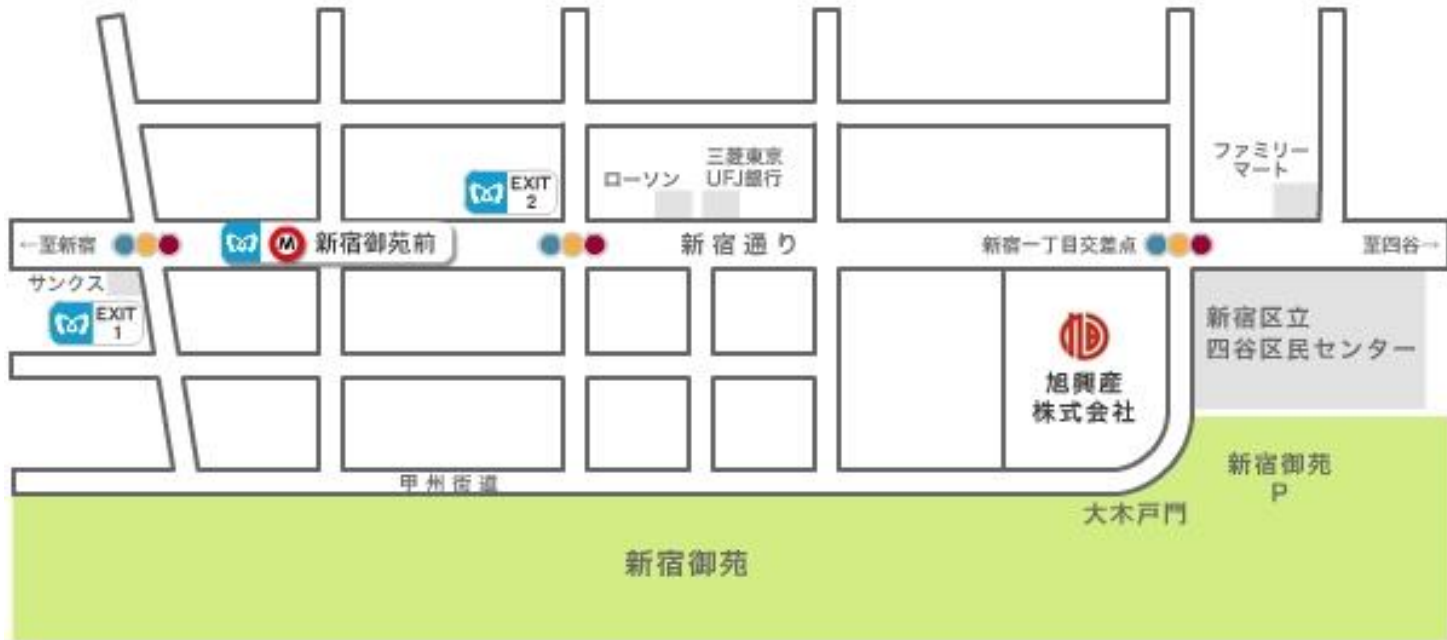 ファミリー
マート
三菱東京
UFJ銀行
ローソン
EXIT
2
←至新宿
M 新宿御苑前
新宿通り
新宿一丁目交差点
至四谷→
サンクス
EXIT
1
新宿区立
四谷区民センター
旭興産
株式会社
甲州街道
新宿御苑
P
大木戸門
新宿御苑